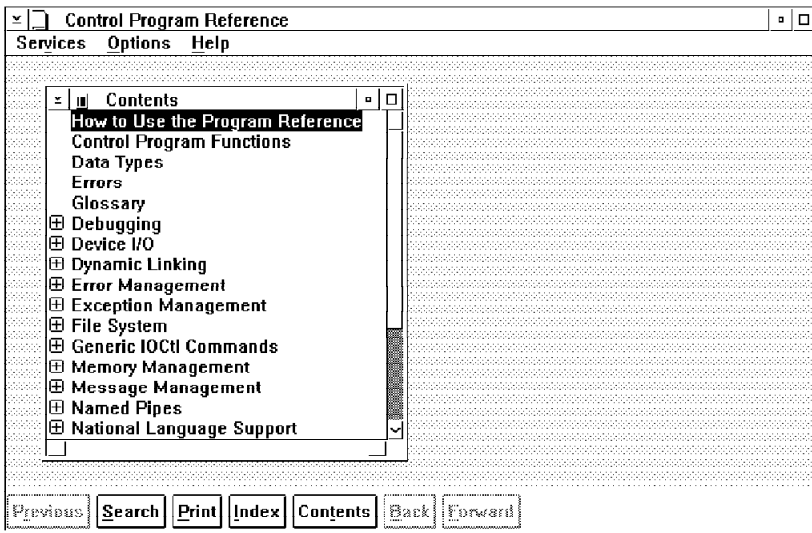 Control Program Reference
Services Options Help
Contents
How to Use the Program Reference
Control Program Functions
Data Types
Errors
Glossary
Debugging
Device I/O
Dynamic Linking
Error Management
Exception Management
File System
Generic IOCtl Commands
Memory Management
Message Management
Named Pipes
National Language Support
Previous Search Print Index Contents Back Forward